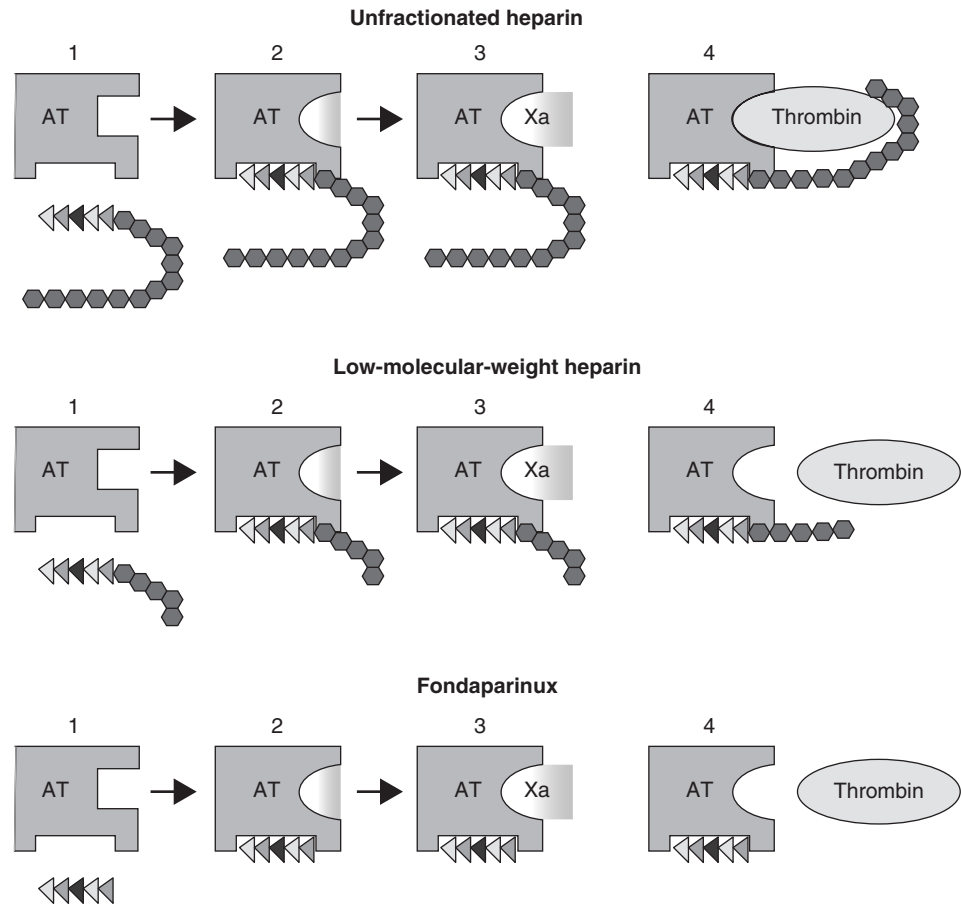 Unfractionated heparin
1 2 3 4
AT AT AT Xa AT Thrombin
Low-molecular-weight heparin
1 2 3 4
AT AT AT Xa AT Thrombin
Fondaparinux
1 2 3 4
AT AT AT Xa AT Thrombin